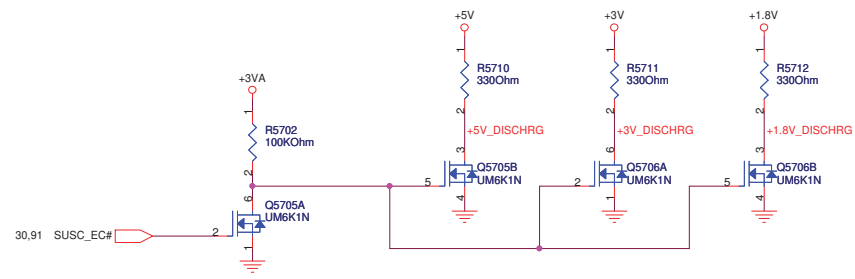 +5V
+3V
+1.8V
1
1
1
R5710
330Ohm
R5711
330Ohm
R5712
330Ohm
+3VA
2
2
2
1
R5702
100KOhm
+5V_DISCHRG
+3V_DISCHRG
+1.8V_DISCHRG
3
6
3
2
Q5705B
UM6K1N
Q5706A
UM6K1N
Q5706B
UM6K1N
5
2
5
4
1
4
6
Q5705A
UM6K1N
30,91 SUSC_EC#
2
1